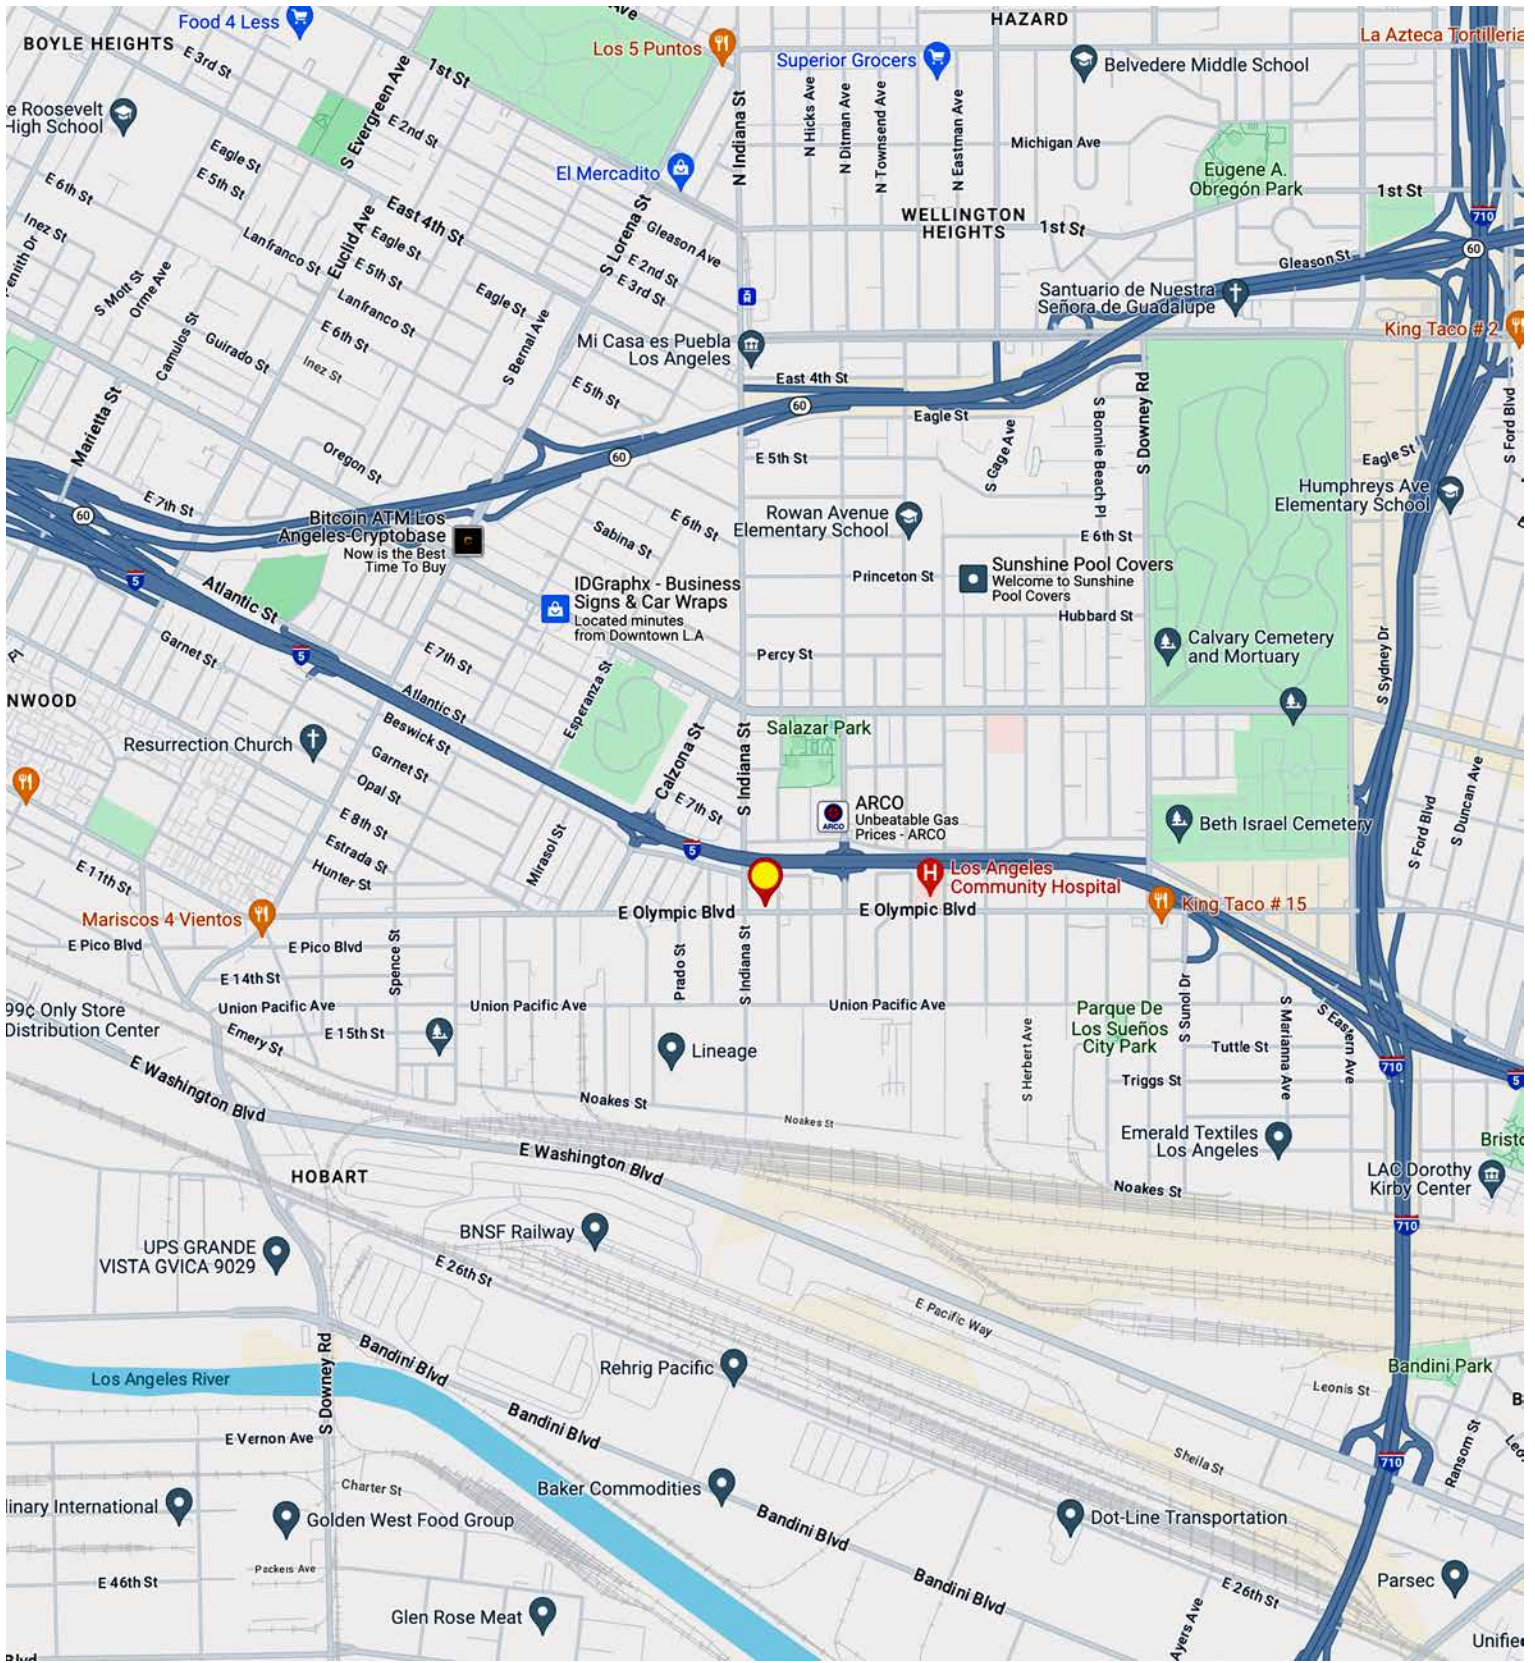 Food 4 Less
Ave
HAZARD
BOYLE HEIGHTS
E 3rd St
Los 5 Puntos
La Azteca Tortilleria
1st St
Superior Grocers
Belvedere Middle School
S Evergreen Ave
e Roosevelt
High School
E 2nd St
N Indiana St
N Hicks Ave
N Ditman Ave
N Townsend Ave
N Eastman Ave
Michigan Ave
Eagle St
E 5th St
El Mercadito
Eugene A.
Obregón Park
E 6th St
1st St
Euclid Ave
East 4th St
S Lorena St
WELLINGTON
HEIGHTS
1st St
710
Inez St
Lanfranco St
Eagle St
E 5th St
Gleason Ave
E 2nd St
E 3rd St
60
Gleason St
S Mott St
Orme Ave
Lanfranco St
Eagle St
Santuario de Nuestra
Señora de Guadalupe
E 6th St
Camulos St
Guirado St
Inez St
S Bernal Ave
Mi Casa es Puebla
Los Angeles
King Taco # 2
E 5th St
East 4th St
60
Eagle St
Marietta St
S Gage Ave
S Bonnie Beach Pl
S Downey Rd
S Ford Blvd
Oregon St
60
E 5th St
Eagle St
E 7th St
60
Humphreys Ave
Elementary School
Bitcoin ATM Los
Angeles-Cryptobase
Now is the Best
Time To Buy
Sabina St
E 6th St
Rowan Avenue
Elementary School
E 6th St
5
Atlantic St
IDGraphx - Business
Signs & Car Wraps
Located minutes
from Downtown L.A
Princeton St
Sunshine Pool Covers
Welcome to Sunshine
Pool Covers
Hubbard St
Garnet St
5
E 7th St
Percy St
Calvary Cemetery
and Mortuary
S Sydney Dr
NWOOD
Atlantic St
Esperanza St
Resurrection Church
Beswick St
Garnet St
Opal St
Calzona St
S Indiana St
Salazar Park
S Duncan Ave
E 7th St
E 8th St
Estrada St
Hunter St
Mirasol St
5
ARCO
ARCO
Unbeatable Gas
Prices - ARCO
Beth Israel Cemetery
S Ford Blvd
E 11th St
H
Los Angeles
Community Hospital
Mariscos 4 Vientos
E Olympic Blvd
E Olympic Blvd
King Taco # 15
E Pico Blvd
E Pico Blvd
Spence St
Prado St
S Indiana St
E 14th St
Union Pacific Ave
Union Pacific Ave
Union Pacific Ave
99¢ Only Store
Distribution Center
Emery St
E 15th St
Lineage
S Herbert Ave
Parque De
Los Sueños
City Park
S Sunol Dr
S Marianna Ave
S Eastern Ave
Tuttle St
710
5
Triggs St
E Washington Blvd
Noakes St
Noakes St
Emerald Textiles
Los Angeles
Bristo
E Washington Blvd
HOBART
Noakes St
LAC Dorothy
Kirby Center
710
UPS GRANDE
VISTA GVICA 9029
BNSF Railway
E 26th St
E Pacific Way
S Downey Rd
Bandini Blvd
Los Angeles River
Rehrig Pacific
Bandini Park
Leonis St
B
Bandini Blvd
E Vernon Ave
Sheila St
Ransom St
710
Charter St
Baker Commodities
linary International
Golden West Food Group
Bandini Blvd
Dot-Line Transportation
Packers Ave
E 46th St
Bandini Blvd
E 26th St
Parsec
Glen Rose Meat
Ayers Ave
Unified
Blvd